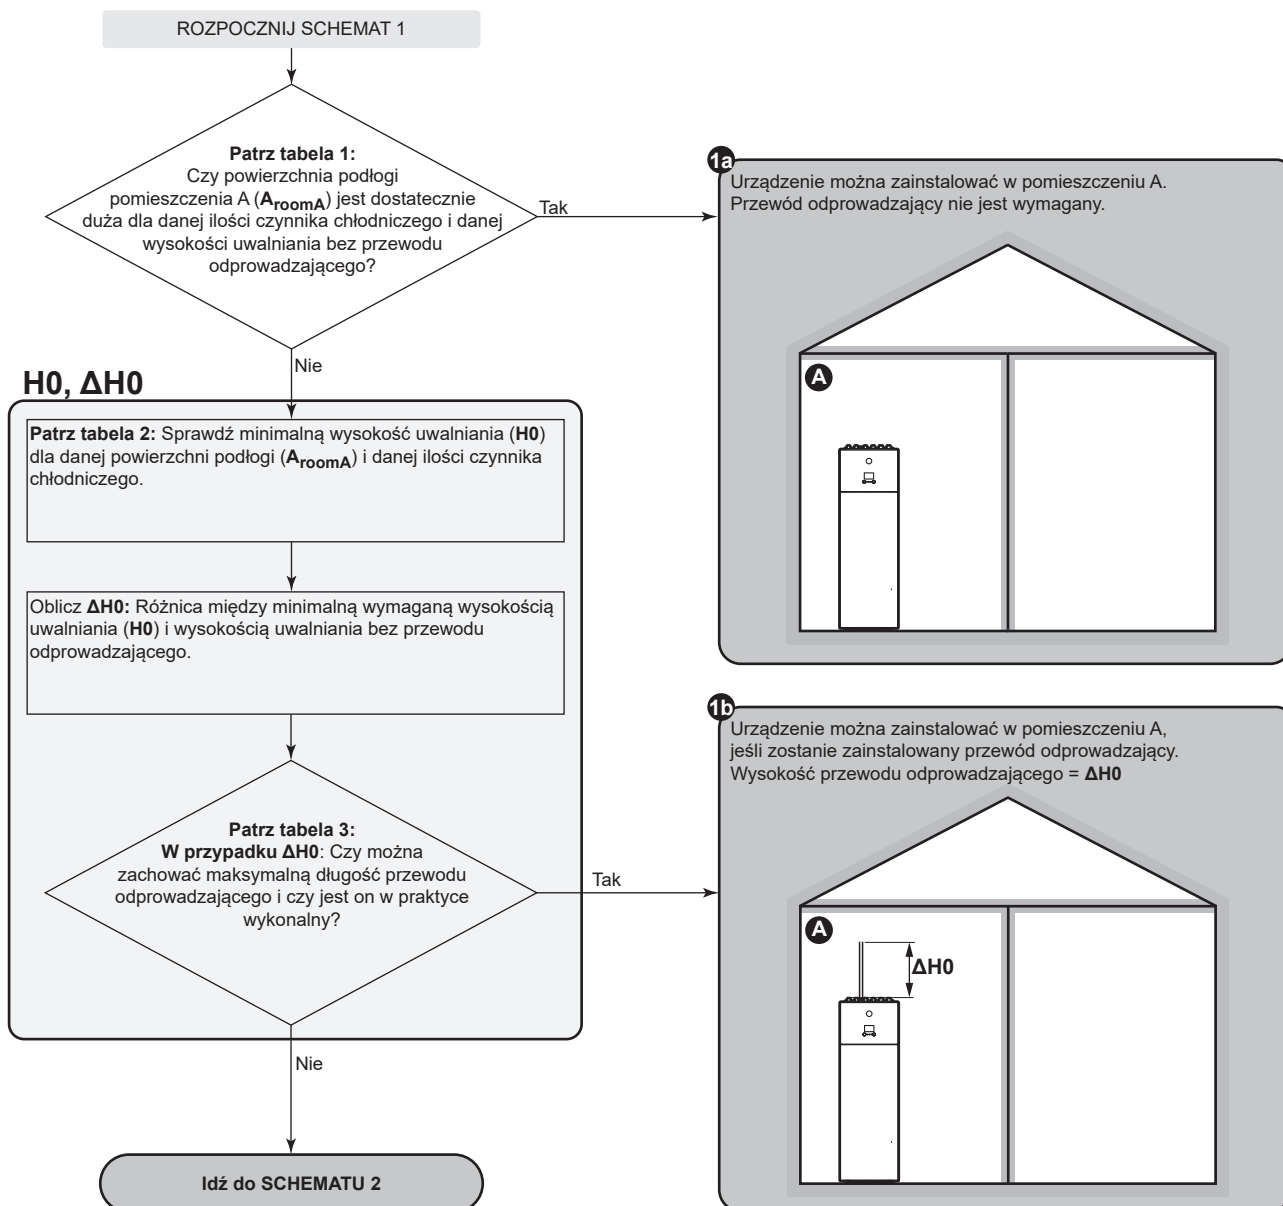 ROZPOCZNIJ SCHEMAT 1
Patrz tabela 1:
Czy powierzchnia podłogi
pomieszczenia A (AroomA) jest dostatecznie
duża dla danej ilości czynnika chłodniczego i danej
wysokości uwalniania bez przewodu
odprowadzającego?
Tak
Nie
1a
Urządzenie można zainstalować w pomieszczeniu A.
Przewód odprowadzający nie jest wymagany.
A
H0, ΔH0
Patrz tabela 2: Sprawdź minimalną wysokość uwalniania (H0)
dla danej powierzchni podłogi (AroomA) i danej ilości czynnika
chłodniczego.
Oblicz ΔH0: Różnica między minimalną wymaganą wysokością
uwalniania (H0) i wysokością uwalniania bez przewodu
odprowadzającego.
Patrz tabela 3:
W przypadku ΔH0: Czy można
zachować maksymalną długość przewodu
odprowadzającego i czy jest on w praktyce
wykonalny?
Tak
Nie
1b
Urządzenie można zainstalować w pomieszczeniu A,
jeśli zostanie zainstalowany przewód odprowadzający.
Wysokość przewodu odprowadzającego = ΔH0
A
ΔH0
Idź do SCHEMATU 2